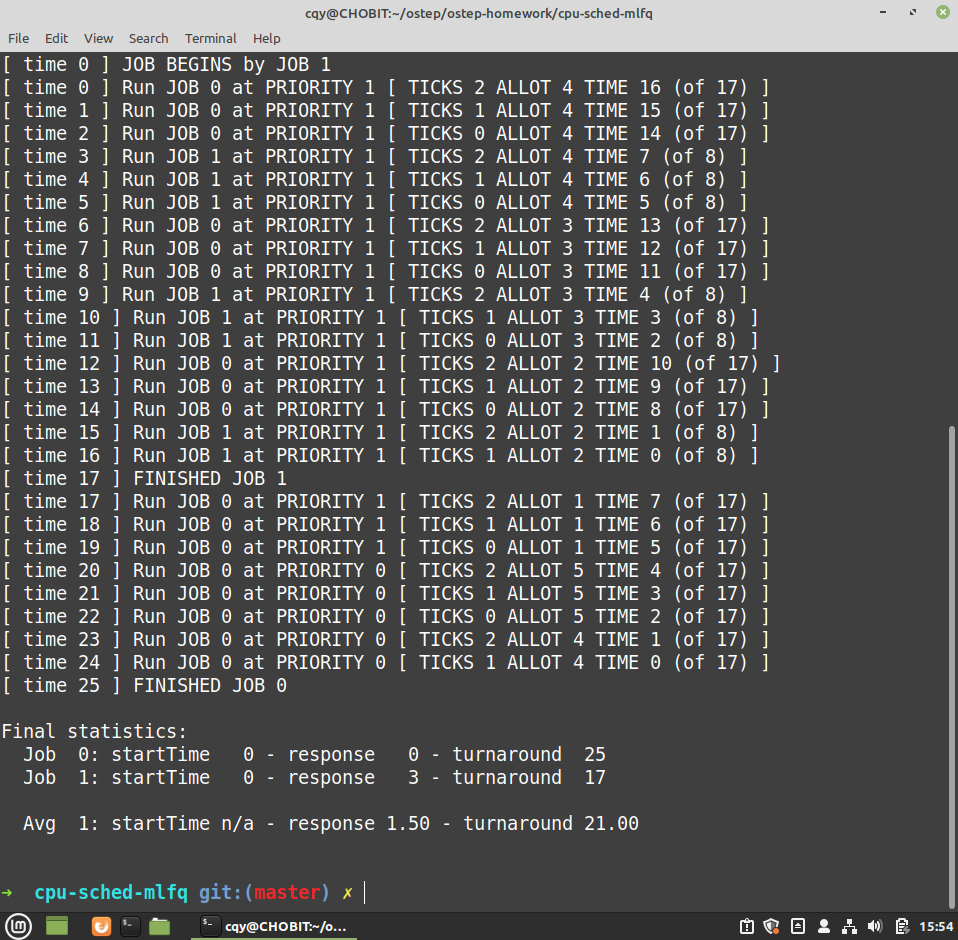 cqy@CHOBIT:~/ostep/ostep-homework/cpu-sched-mlfq
File Edit View Search Terminal Help
[ time 0 ] JOB BEGINS by JOB 1
[ time 0 ] Run JOB 0 at PRIORITY 1 [ TICKS 2 ALLOT 4 TIME 16 (of 17) ]
[ time 1 ] Run JOB 0 at PRIORITY 1 [ TICKS 1 ALLOT 4 TIME 15 (of 17) ]
[ time 2 ] Run JOB 0 at PRIORITY 1 [ TICKS 0 ALLOT 4 TIME 14 (of 17) ]
[ time 3 ] Run JOB 1 at PRIORITY 1 [ TICKS 2 ALLOT 4 TIME 7 (of 8) ]
[ time 4 ] Run JOB 1 at PRIORITY 1 [ TICKS 1 ALLOT 4 TIME 6 (of 8) ]
[ time 5 ] Run JOB 1 at PRIORITY 1 [ TICKS 0 ALLOT 4 TIME 5 (of 8) ]
[ time 6 ] Run JOB 0 at PRIORITY 1 [ TICKS 2 ALLOT 3 TIME 13 (of 17) ]
[ time 7 ] Run JOB 0 at PRIORITY 1 [ TICKS 1 ALLOT 3 TIME 12 (of 17) ]
[ time 8 ] Run JOB 0 at PRIORITY 1 [ TICKS 0 ALLOT 3 TIME 11 (of 17) ]
[ time 9 ] Run JOB 1 at PRIORITY 1 [ TICKS 2 ALLOT 3 TIME 4 (of 8) ]
[ time 10 ] Run JOB 1 at PRIORITY 1 [ TICKS 1 ALLOT 3 TIME 3 (of 8) ]
[ time 11 ] Run JOB 1 at PRIORITY 1 [ TICKS 0 ALLOT 3 TIME 2 (of 8) ]
[ time 12 ] Run JOB 0 at PRIORITY 1 [ TICKS 2 ALLOT 2 TIME 10 (of 17) ]
[ time 13 ] Run JOB 0 at PRIORITY 1 [ TICKS 1 ALLOT 2 TIME 9 (of 17) ]
[ time 14 ] Run JOB 0 at PRIORITY 1 [ TICKS 0 ALLOT 2 TIME 8 (of 17) ]
[ time 15 ] Run JOB 1 at PRIORITY 1 [ TICKS 2 ALLOT 2 TIME 1 (of 8) ]
[ time 16 ] Run JOB 1 at PRIORITY 1 [ TICKS 1 ALLOT 2 TIME 0 (of 8) ]
[ time 17 ] FINISHED JOB 1
[ time 17 ] Run JOB 0 at PRIORITY 1 [ TICKS 2 ALLOT 1 TIME 7 (of 17) ]
[ time 18 ] Run JOB 0 at PRIORITY 1 [ TICKS 1 ALLOT 1 TIME 6 (of 17) ]
[ time 19 ] Run JOB 0 at PRIORITY 1 [ TICKS 0 ALLOT 1 TIME 5 (of 17) ]
[ time 20 ] Run JOB 0 at PRIORITY 0 [ TICKS 2 ALLOT 5 TIME 4 (of 17) ]
[ time 21 ] Run JOB 0 at PRIORITY 0 [ TICKS 1 ALLOT 5 TIME 3 (of 17) ]
[ time 22 ] Run JOB 0 at PRIORITY 0 [ TICKS 0 ALLOT 5 TIME 2 (of 17) ]
[ time 23 ] Run JOB 0 at PRIORITY 0 [ TICKS 2 ALLOT 4 TIME 1 (of 17) ]
[ time 24 ] Run JOB 0 at PRIORITY 0 [ TICKS 1 ALLOT 4 TIME 0 (of 17) ]
[ time 25 ] FINISHED JOB 0
Final statistics:
Job  0: startTime   0 - response   0 - turnaround  25
Job  1: startTime   0 - response   3 - turnaround  17
Avg  1: startTime n/a - response 1.50 - turnaround 21.00
➜  cpu-sched-mlfq git:(master) ✗
cqy@CHOBIT:~/o... 15:54